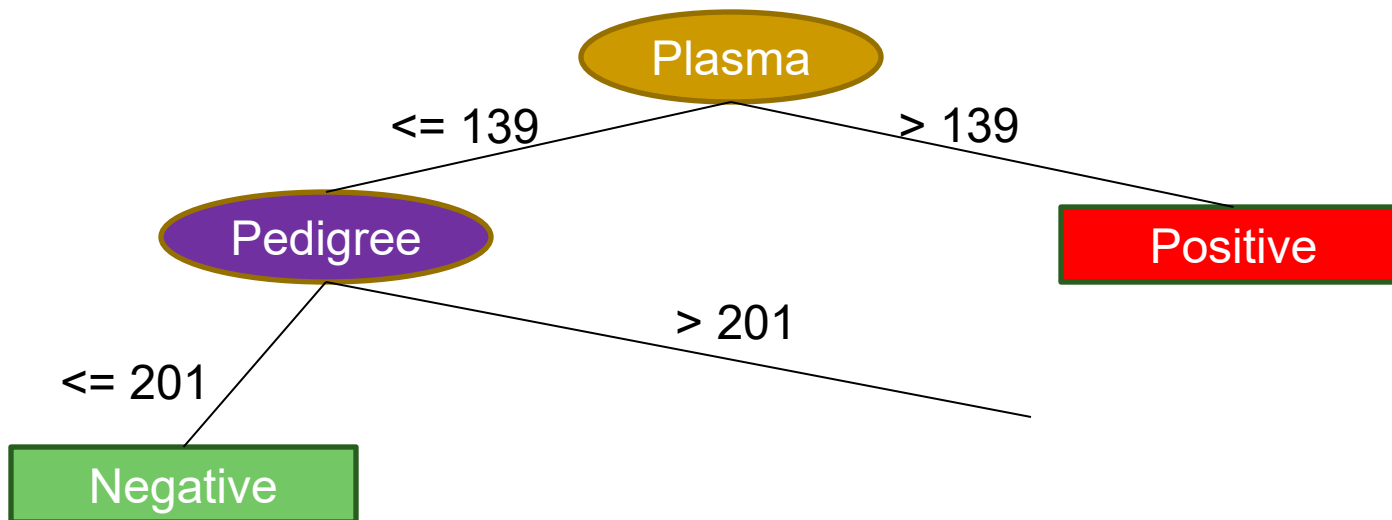 Plasma
<= 139
> 139
Pedigree
Positive
> 201
<= 201
Negative